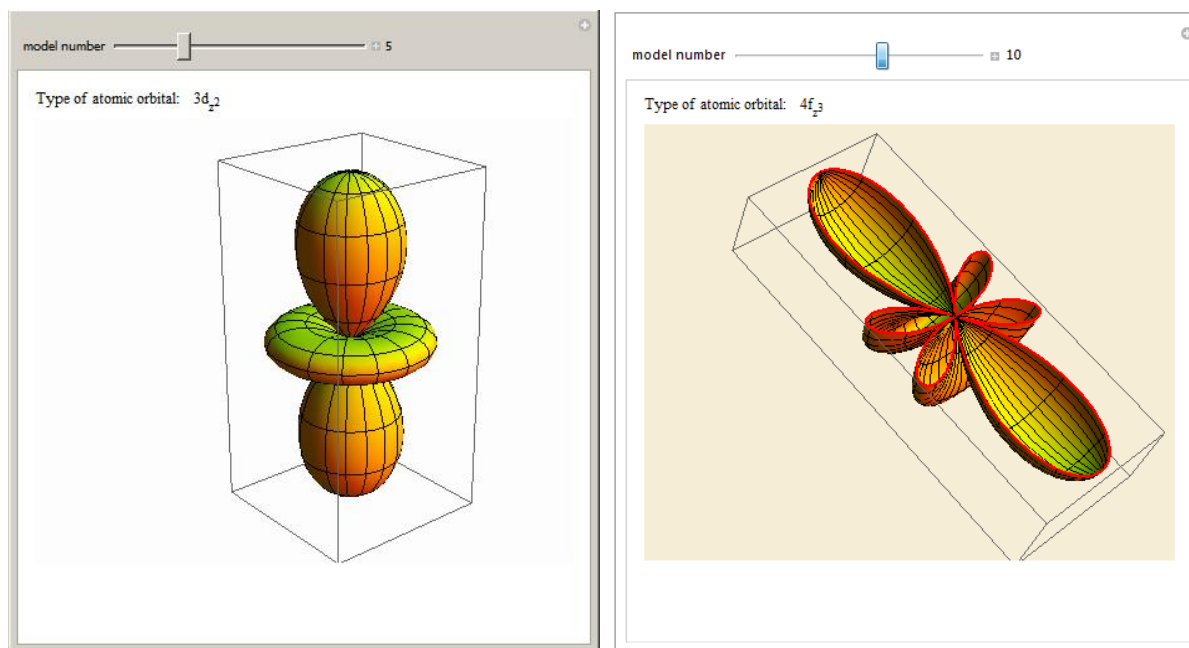 model number 5
Type of atomic orbital: 3d_z2
model number 10
Type of atomic orbital: 4f_z3